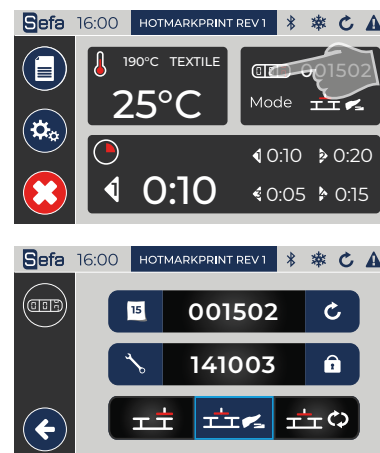 Sefa 16:00 HOTMARKPRINT REV 1
190°C TEXTILE
25°C
001502
Mode
0:10 0:20
1 0:10
0:05 0:15
Sefa 16:00 HOTMARKPRINT REV 1
15 001502
141003